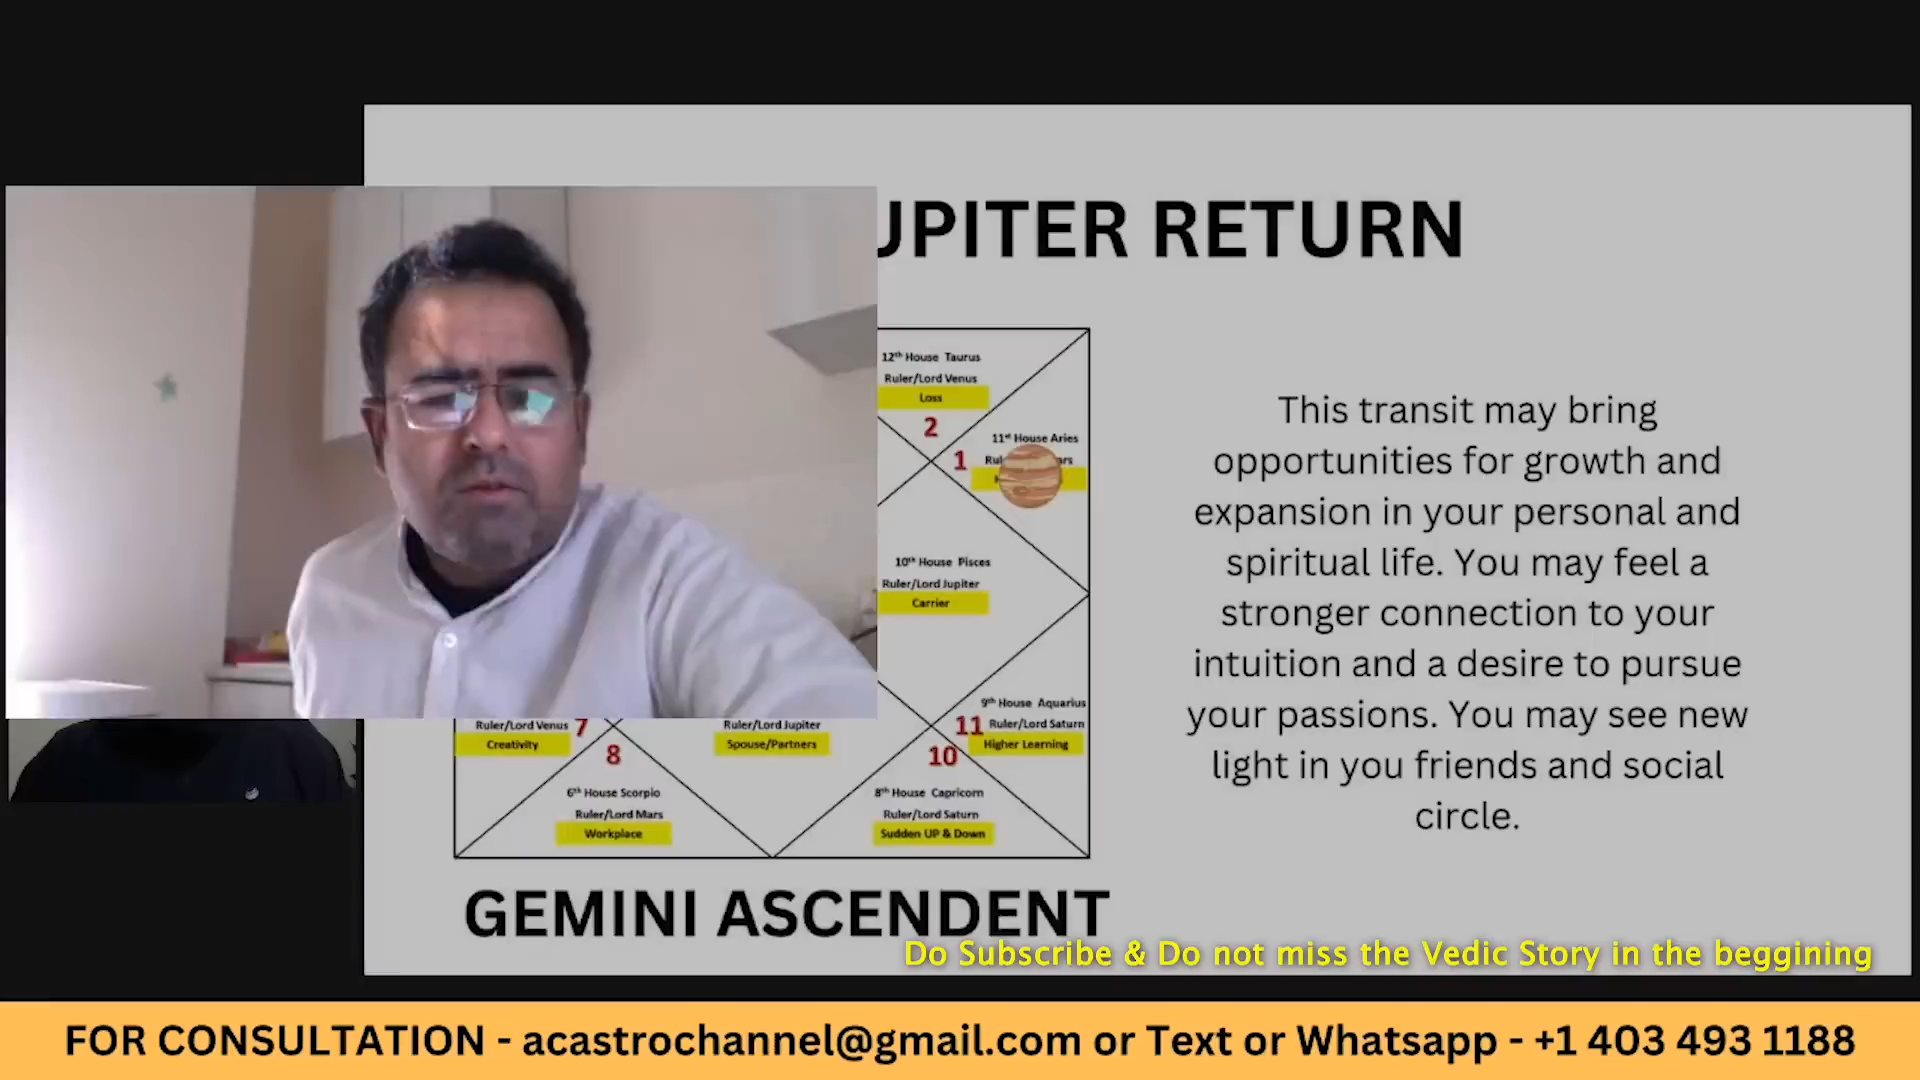 UPITER RETURN
12th House Taurus
Ruler/Lord Venus
Loss
2
11st House Aries
1
10th House Pisces
Ruler/Lord Jupiter
Carrier
This transit may bring
opportunities for growth and
expansion in your personal and
spiritual life. You may feel a
stronger connection to your
intuition and a desire to pursue
your passions. You may see new
light in you friends and social
circle.
9th House Aquarius
11 Ruler/Lord Saturn
Higher Learning
10
Ruler/Lord Venus 7
Creativity
8
Ruler/Lord Jupiter
Spouse/Partners
6th House Scorpio
Ruler/Lord Mars
Workplace
8th House Capricorn
Ruler/Lord Saturn
Sudden UP & Down
GEMINI ASCENDENT
Do Subscribe & Do not miss the Vedic Story in the beggining
FOR CONSULTATION - acastrochannel@gmail.com or Text or Whatsapp - +1 403 493 1188